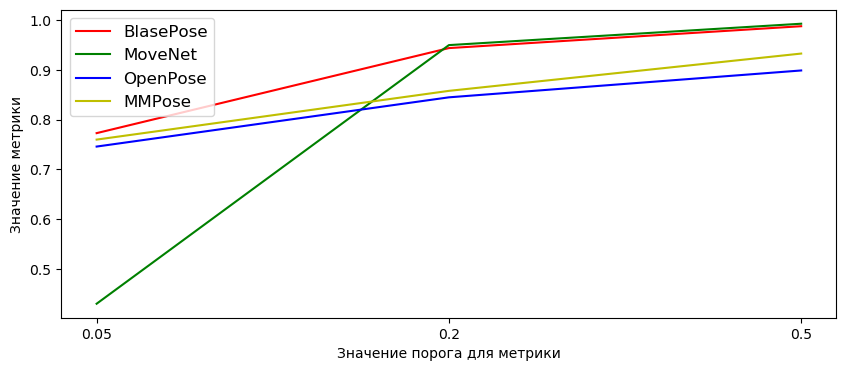 BlasePose
MoveNet
OpenPose
MMPose
Значение метрики
1.0
0.9
0.8
0.7
0.6
0.5
0.05
0.2
0.5
Значение порога для метрики